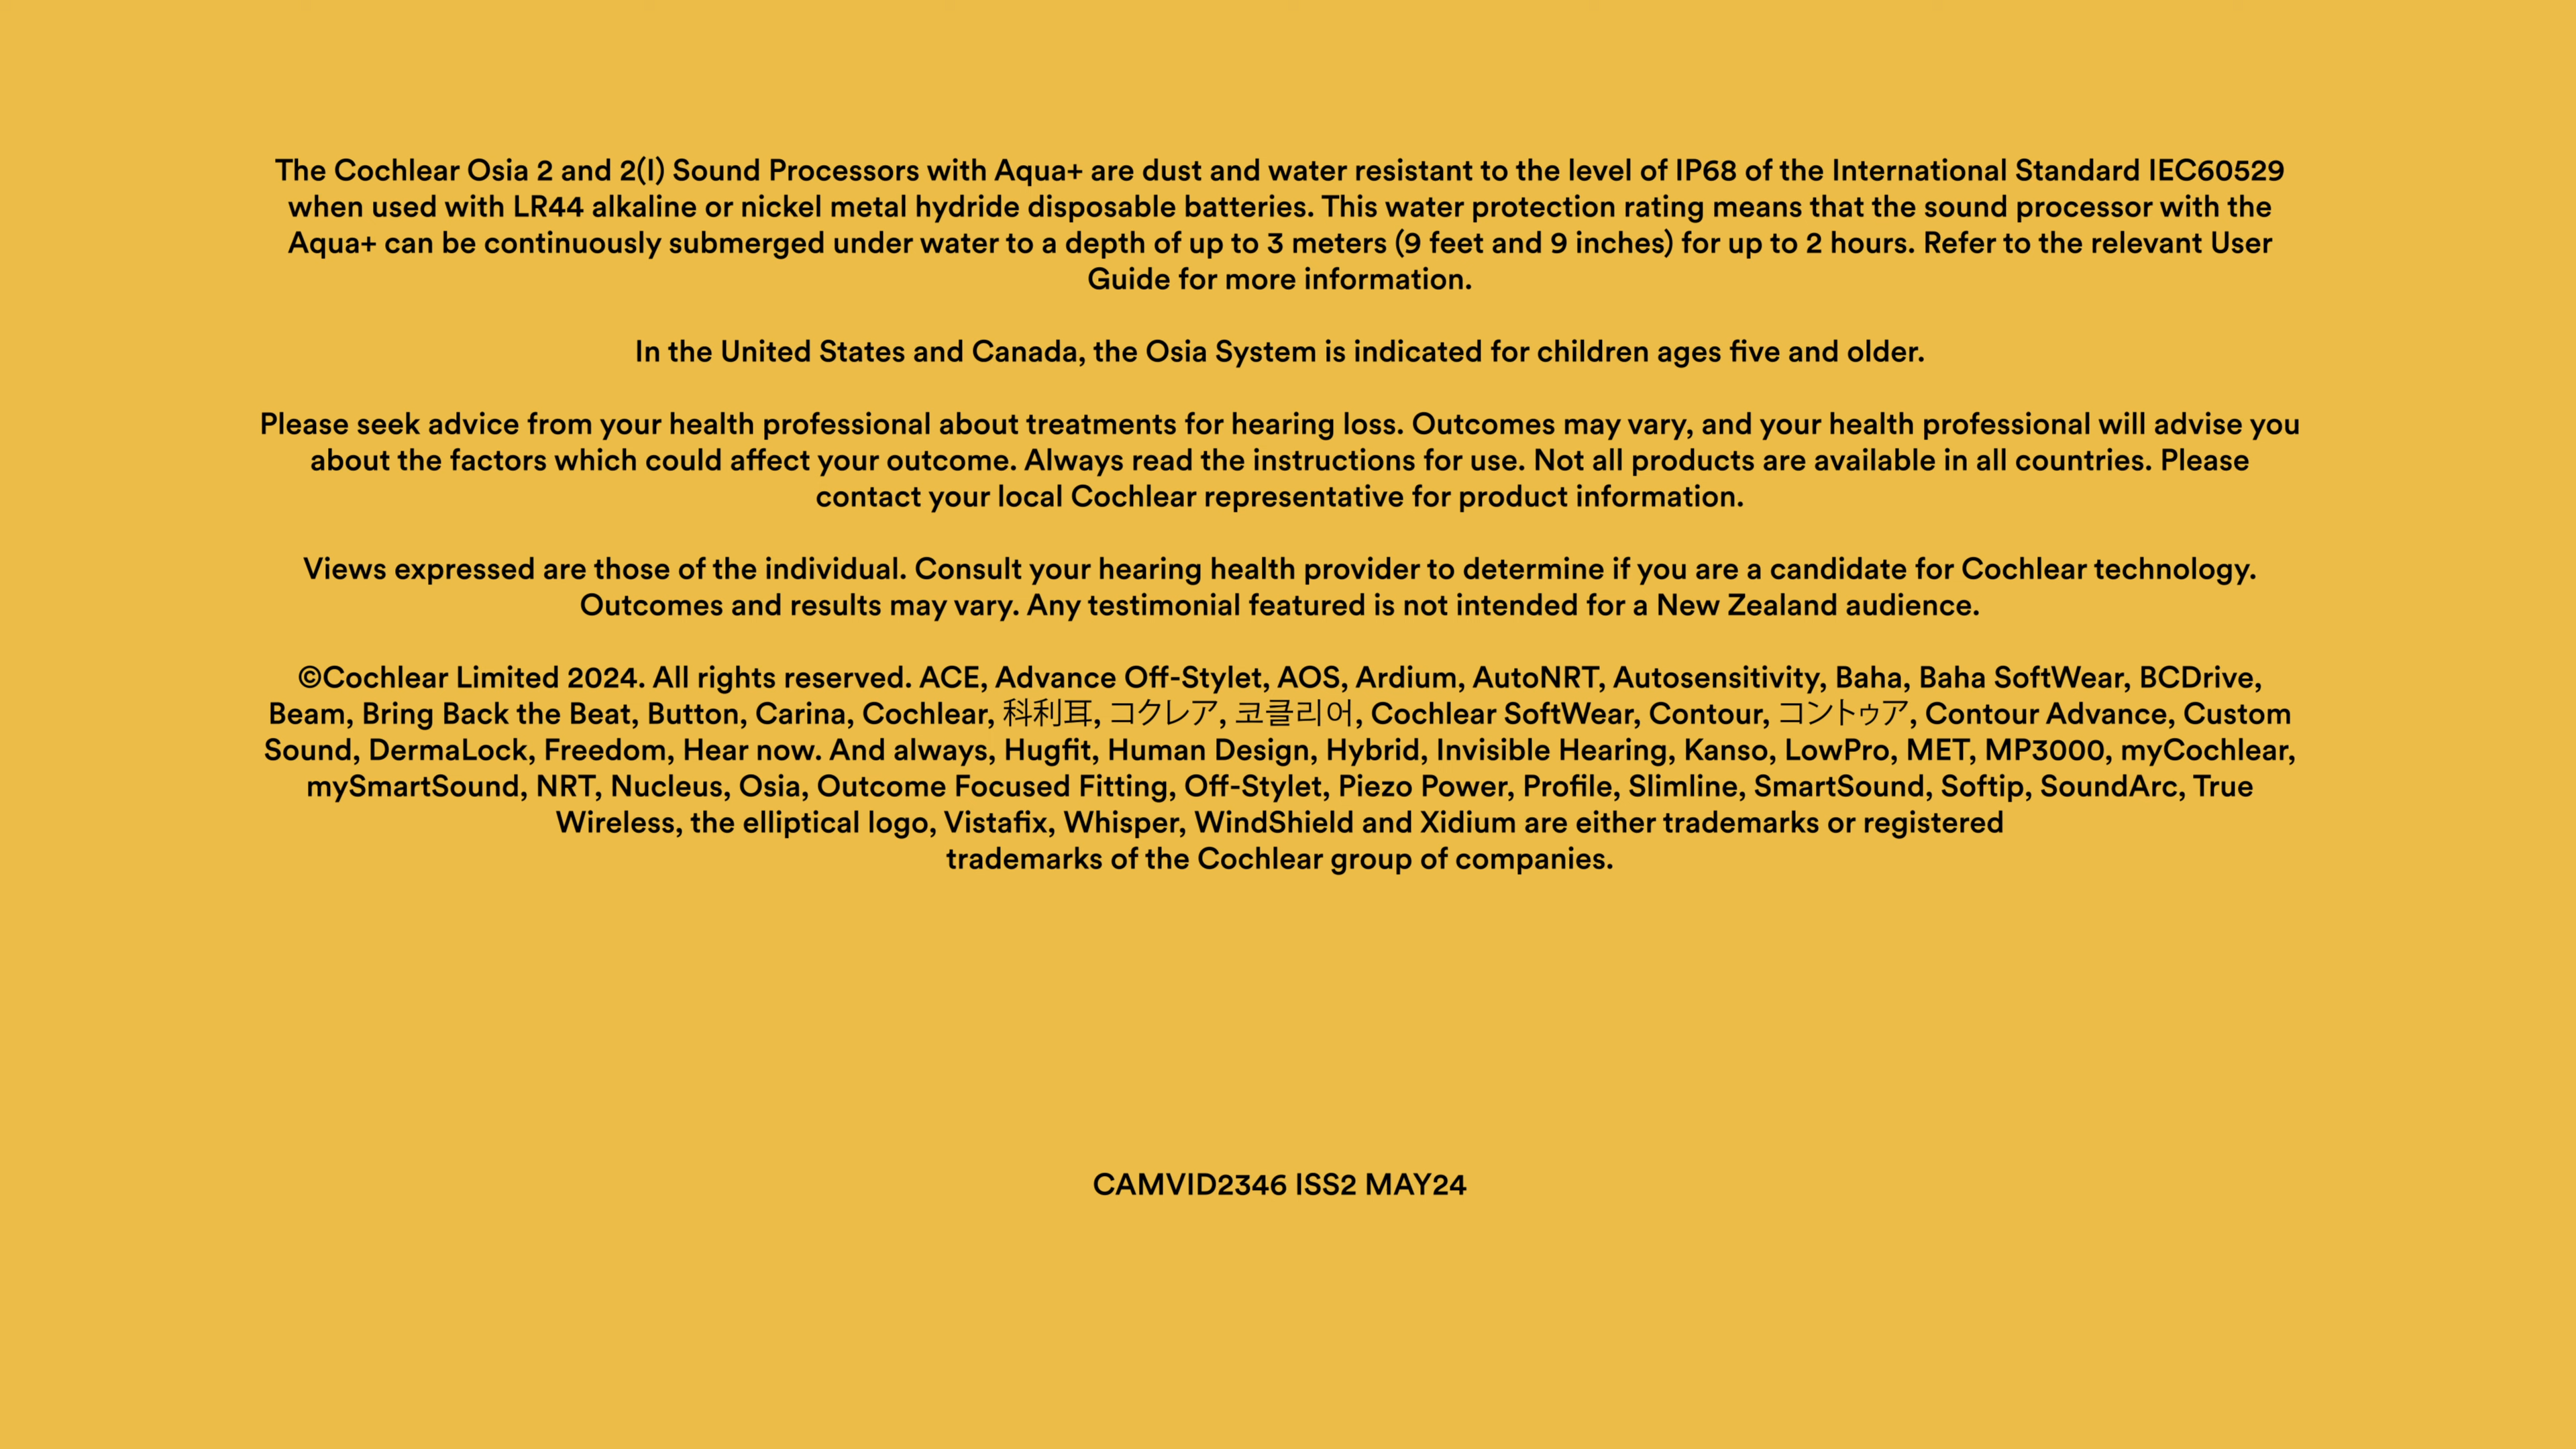 The Cochlear Osia 2 and 2(I) Sound Processors with Aqua+ are dust and water resistant to the level of IP68 of the International Standard IEC60529
when used with LR44 alkaline or nickel metal hydride disposable batteries. This water protection rating means that the sound processor with the
Aqua+ can be continuously submerged under water to a depth of up to 3 meters (9 feet and 9 inches) for up to 2 hours. Refer to the relevant User
Guide for more information.
In the United States and Canada, the Osia System is indicated for children ages five and older.
Please seek advice from your health professional about treatments for hearing loss. Outcomes may vary, and your health professional will advise you
about the factors which could affect your outcome. Always read the instructions for use. Not all products are available in all countries. Please
contact your local Cochlear representative for product information.
Views expressed are those of the individual. Consult your hearing health provider to determine if you are a candidate for Cochlear technology.
Outcomes and results may vary. Any testimonial featured is not intended for a New Zealand audience.
©Cochlear Limited 2024. All rights reserved. ACE, Advance Off-Stylet, AOS, Ardium, AutoNRT, Autosensitivity, Baha, Baha SoftWear, BCDrive,
Beam, Bring Back the Beat, Button, Carina, Cochlear, 科利耳, コクレア, 코클리어, Cochlear SoftWear, Contour, コントゥア, Contour Advance, Custom
Sound, DermaLock, Freedom, Hear now. And always, Hugfit, Human Design, Hybrid, Invisible Hearing, Kanso, LowPro, MET, MP3000, myCochlear,
mySmartSound, NRT, Nucleus, Osia, Outcome Focused Fitting, Off-Stylet, Piezo Power, Profile, Slimline, SmartSound, Softip, SoundArc, True
Wireless, the elliptical logo, Vistafix, Whisper, WindShield and Xidium are either trademarks or registered
trademarks of the Cochlear group of companies.
CAMVID2346 ISS2 MAY24